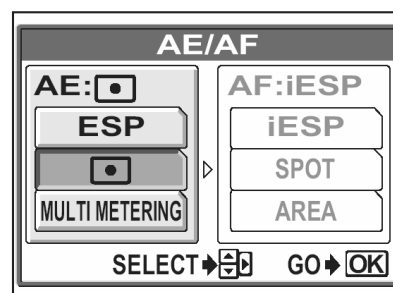 AE/AF
AE:
ESP
MULTI METERING
AF:iESP
iESP
SPOT
AREA
SELECT GO OK